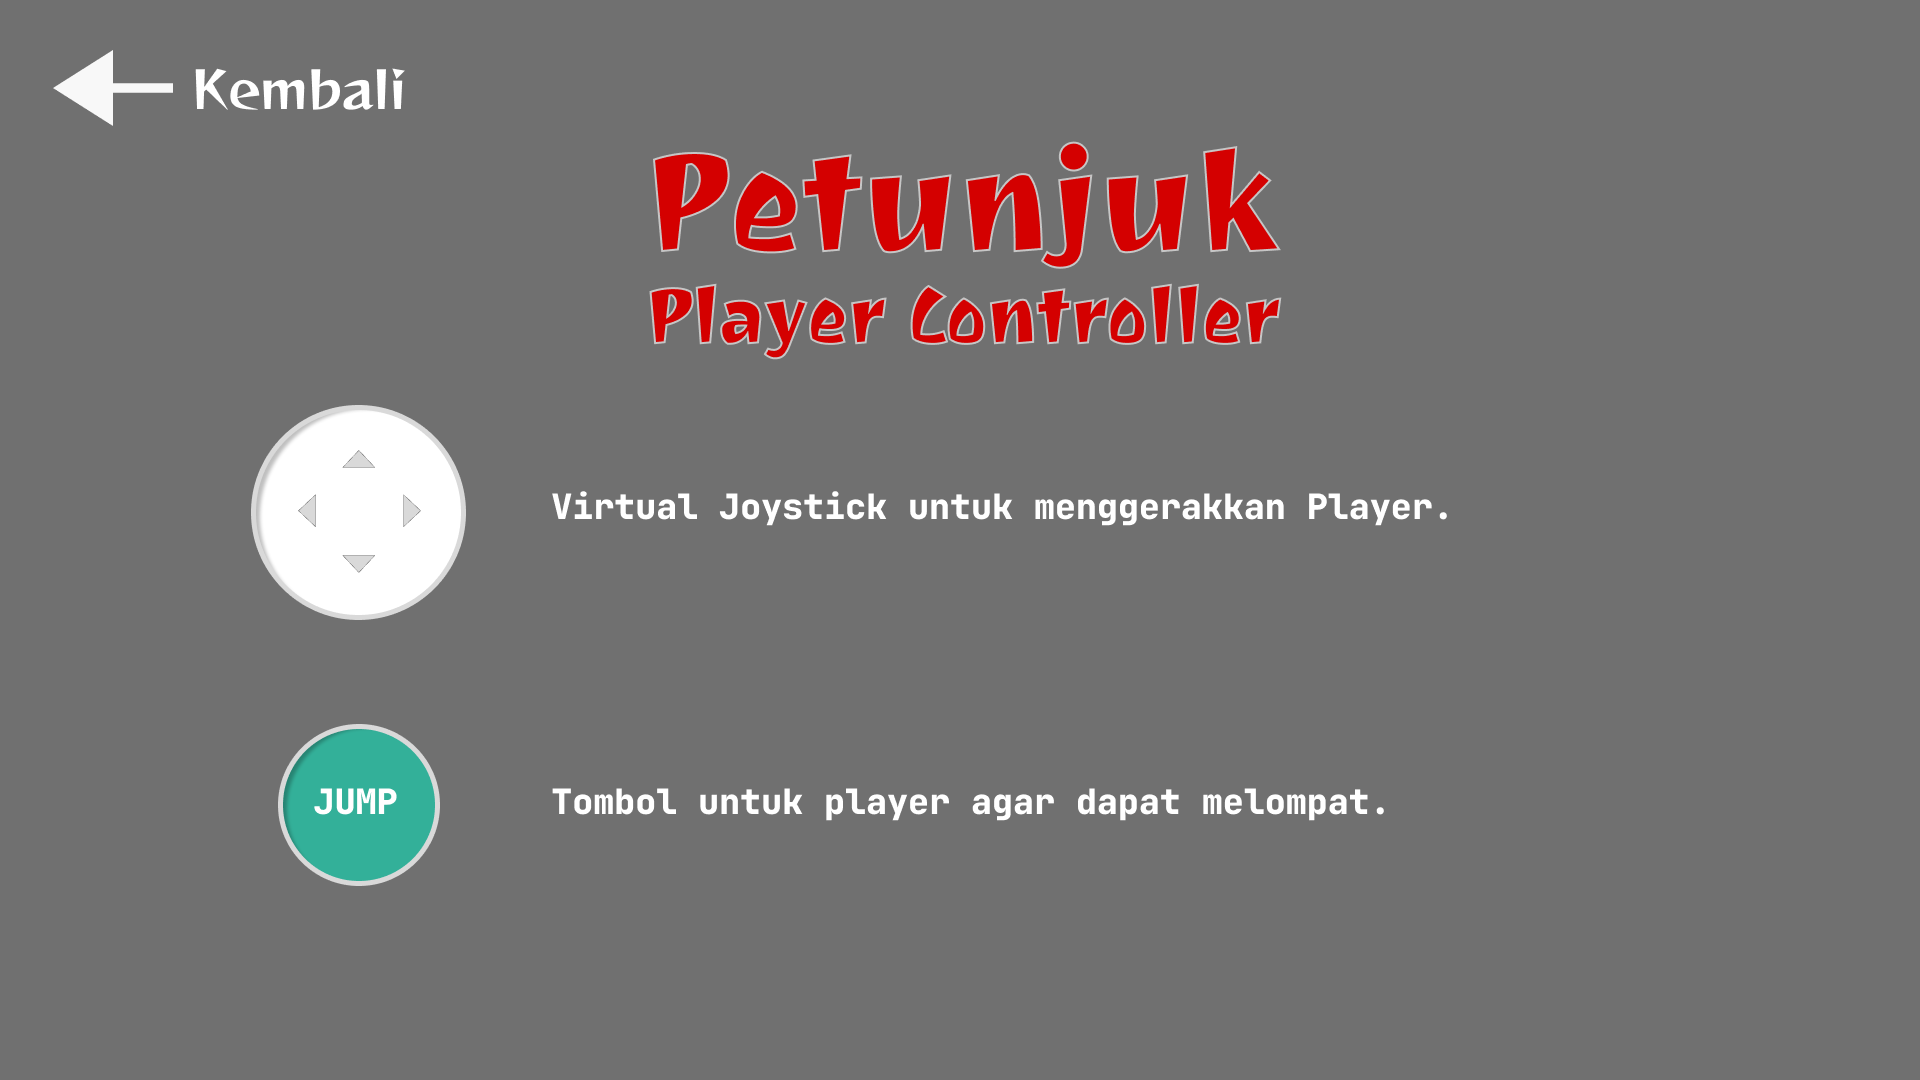 Kembali
Petunjuk
Player Controller
Virtual Joystick untuk menggerakkan Player.
JUMP
Tombol untuk player agar dapat melompat.